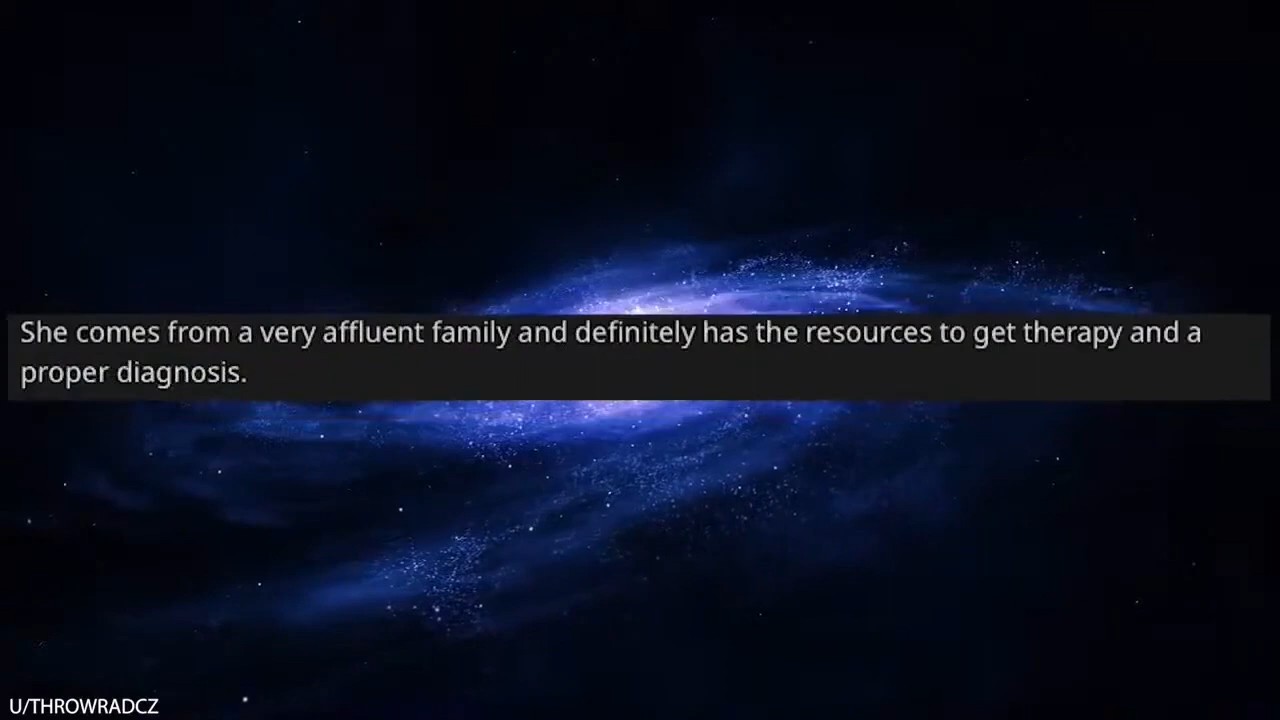 She comes from a very affluent family and definitely has the resources to get therapy and a
proper diagnosis.
U/THROWRADCZ